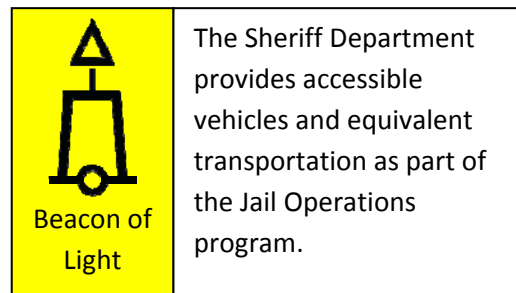 Beacon of
Light
The Sheriff Department
provides accessible
vehicles and equivalent
transportation as part of
the Jail Operations
program.